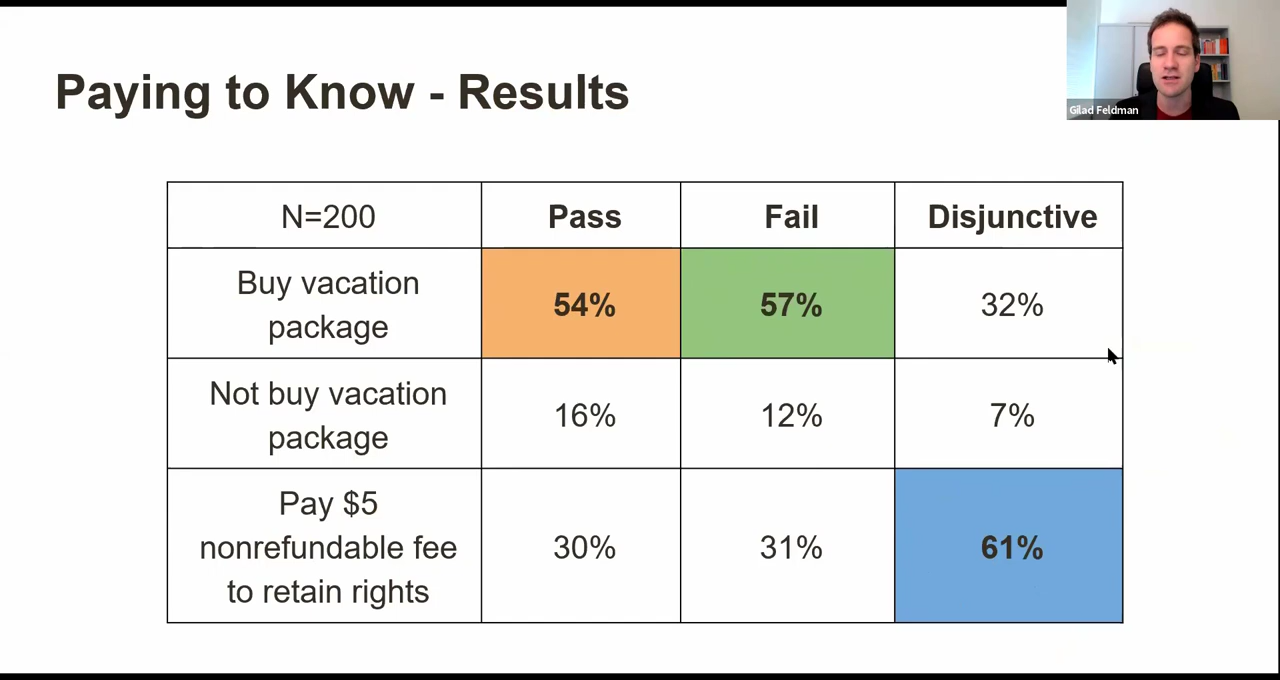 Paying to Know - Results
Gilad Feldman
N=200
Pass
Fail
Disjunctive
Buy vacation
package
54%
57%
32%
Not buy vacation
package
16%
12%
7%
Pay $5
nonrefundable fee
to retain rights
30%
31%
61%